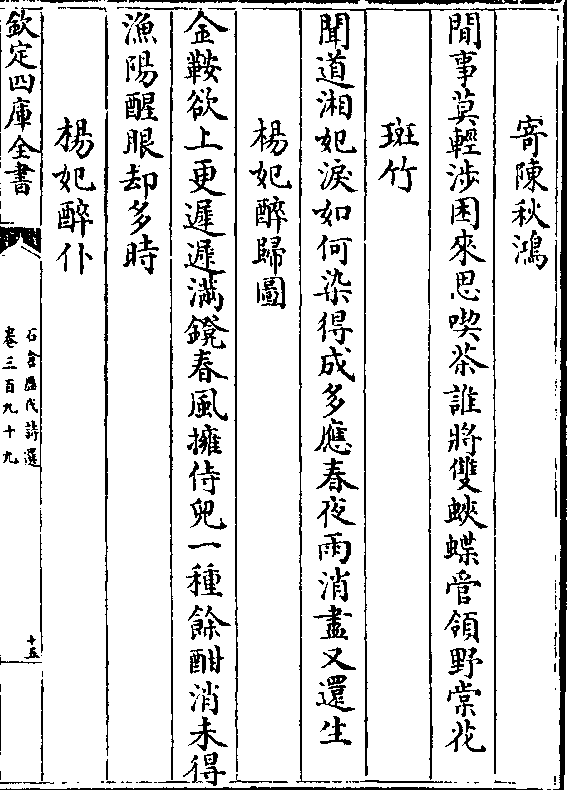 寄陳秋鴻
閒事莫輕涉困來思喫茶誰將雙蛺蝶管領野棠花
斑竹
聞道湘妃淚如何染得成多應春夜雨消盡又還生
楊妃醉歸圖
金鞍欲上更遲遲滿鏡春風擁侍兒一種餘酣消未得
漁陽醒眼却多時
楊妃醉仆
欽定四庫全書
石倉歷代詩選
卷三百九十九
十五